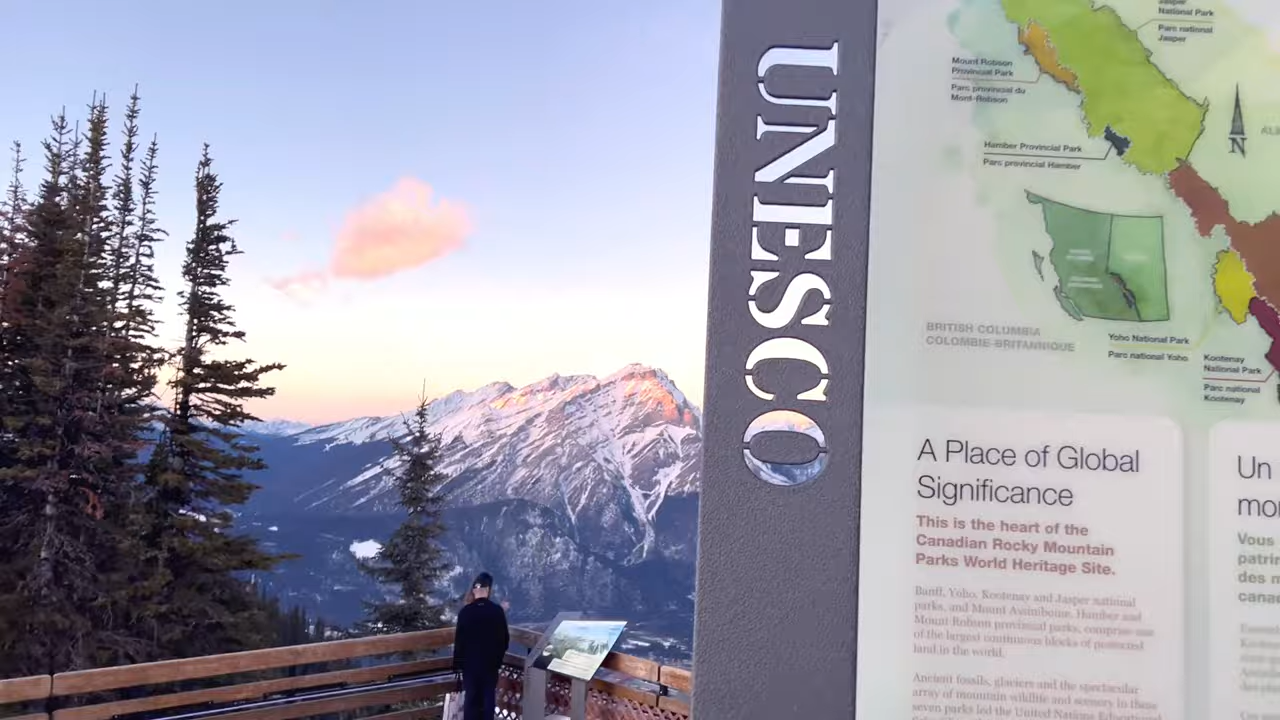 UNESCO
Jasper
National Park
Parc national
Jasper
Mount Robson
Provincial Park
Parc provincial du
Mont-Robson
Hamber Provincial Park
Parc provincial Hamber
N
BRITISH COLUMBIA
COLOMBIE-BRITANNIQUE
Yoho National Park
Parc national Yoho
Kootenay
National Park
Parc national
Kootenay
A Place of Global
Significance
This is the heart of the
Canadian Rocky Mountain
Parks World Heritage Site.
Banff, Yoho, Kootenay and Jasper national
parks, and Mount Assiniboine, Hamber and
Mount Robson provincial parks, comprise one
of the largest continuous blocks of protected
land in the world.
Ancient fossils, glaciers and the spectacular
array of mountain wildlife and scenery in these
seven parks led the United Nations
Un
Vous
des